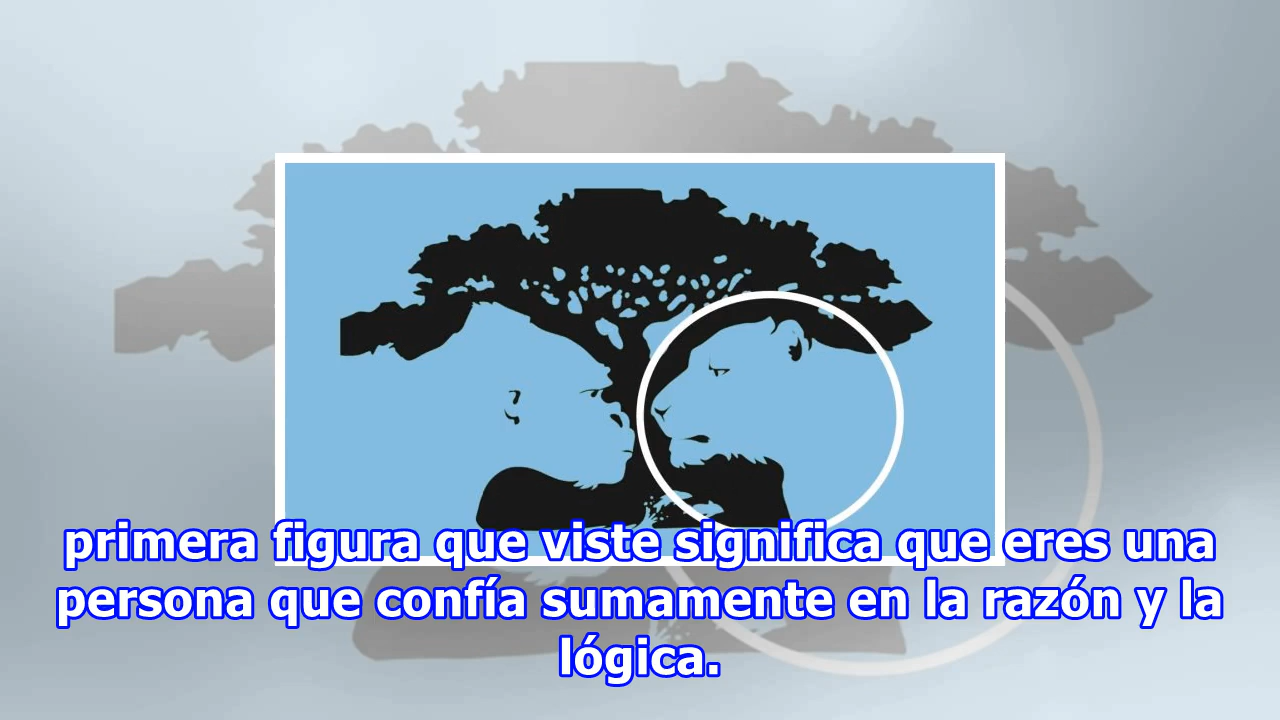 primera figura que viste significa que eres una
persona que confía sumamente en la razón y la
lógica.